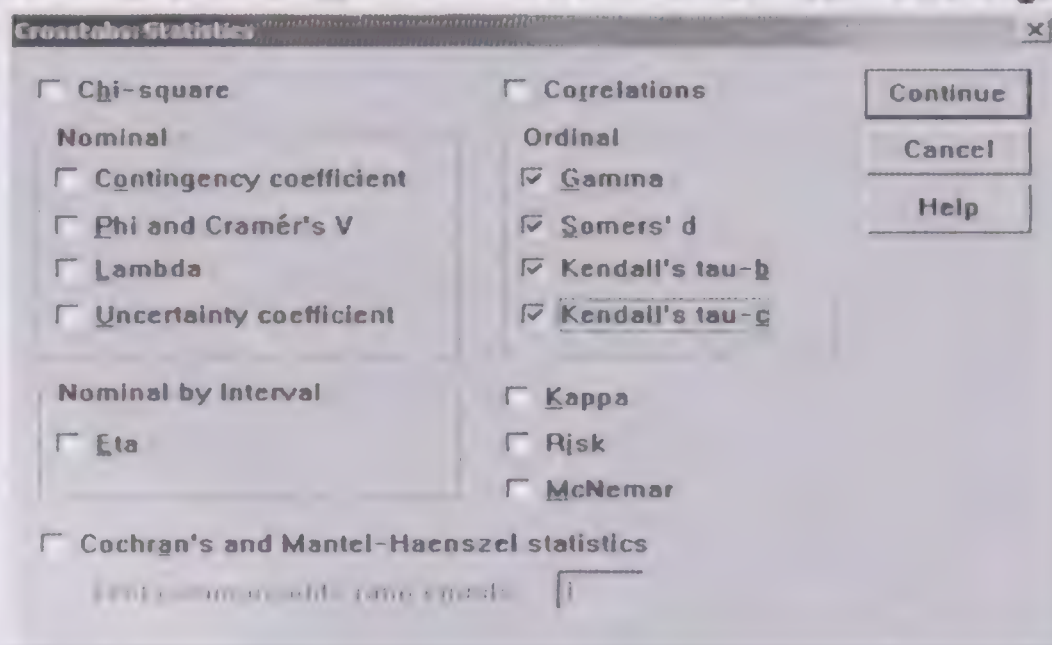 Crosstabs: Statistics
Chi-square
Correlations
Continue
Nominal
Ordinal
Cancel
Contingency coefficient
Gamma
Help
Phi and Cramér's V
Somers' d
Lambda
Kendall's tau-b
Uncertainty coefficient
Kendall's tau-c
Nominal by Interval
Kappa
Eta
Risk
McNemar
Cochran's and Mantel-Haenszel statistics